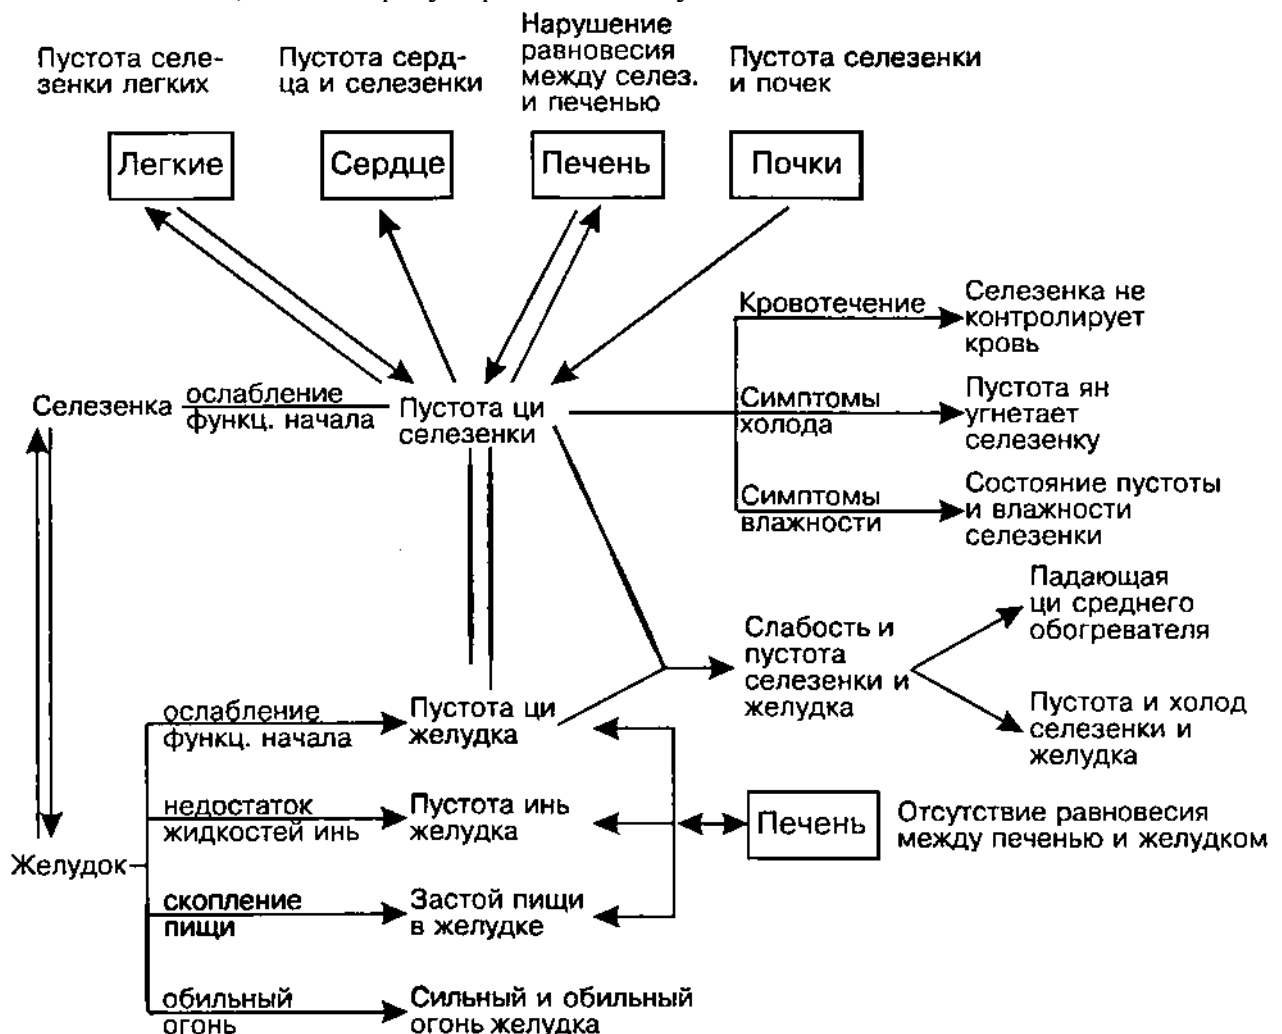 Пустота селе-
зенки легких
Пустота серд-
ца и селезенки
Нарушение
равновесия
между селез.
и печенью
Пустота селезенки
и почек
Легкие
Сердце
Печень
Почки
Кровотечение
Селезенка не
контролирует
кровь
Селезенка
ослабление
функц. начала
Пустота ци
селезенки
Симптомы
холода
Пустота ян
угнетает
селезенку
Симптомы
влажности
Состояние пустоты
и влажности
селезенки
Слабость и
пустота
селезенки и
желудка
Падающая
ци среднего
обогревателя
Пустота и холод
селезенки и
желудка
Желудок
ослабление
функц. начала
Пустота ци
желудка
недостаток
жидкостей инь
Пустота инь
желудка
Печень
Отсутствие равновесия
между печенью и желудком
скопление
пищи
Застой пищи
в желудке
обильный
огонь
Сильный и обильный
огонь желудка